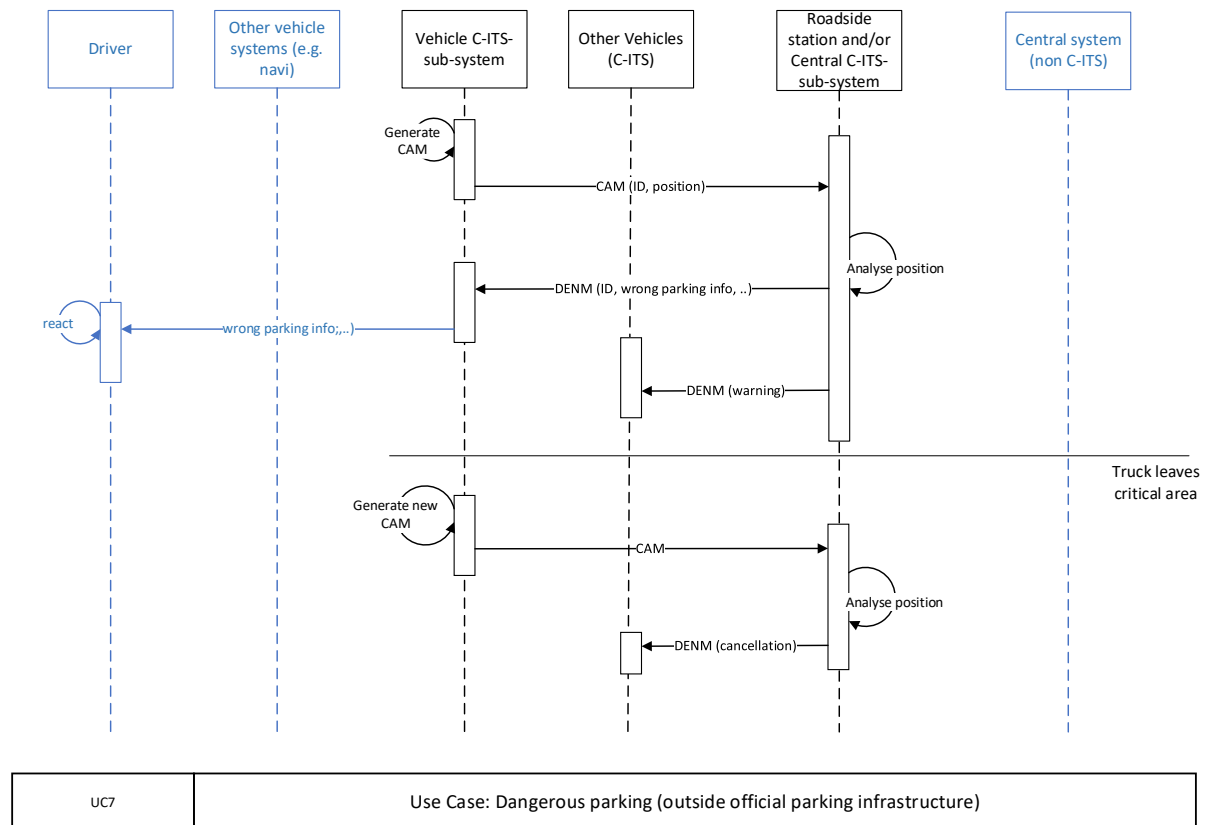 Driver
Other vehicle
systems (e.g.
navi)
Vehicle C-ITS-
sub-system
Other Vehicles
(C-ITS)
Roadside
station and/or
Central C-ITS-
sub-system
Central system
(non C-ITS)
Generate
CAM
CAM (ID, position)
Analyse position
DENM (ID, wrong parking info, ..)
react
wrong parking info;,..)
DENM (warning)
Truck leaves
critical area
Generate new
CAM
CAM
Analyse position
DENM (cancellation)
UC7
Use Case: Dangerous parking (outside official parking infrastructure)